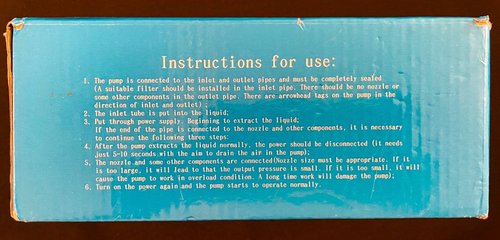 Instructions for use:
1. The pump is connected to the inlet and outlet pipes and must be completely sealed
(A suitable filter should be installed in the inlet pipe. There should be no nozzle or
some other components in the outlet pipe. There are arrowhead tags on the pump in the
direction of inlet and outlet) ;
2. The inlet tube is put into the liquid;
3. Put through power supply. Beginning to extract the liquid;
If the end of the pipe is connected to the nozzle and other components, it is necessary
to continue the following three steps:
4. After the pump extracts the liquid normally, the power should be disconnected (it needs
just 5-10 seconds with the aim to drain the air in the pump);
5. The nozzle and some other components are connected(Nozzle size must be appropriate. If it
is too large, it will lead to that the output pressure is small. If it is too small, it will
cause the pump to work in overload condition. A long time work will damage the pump);
6. Turn on the power again and the pump starts to operate normally.